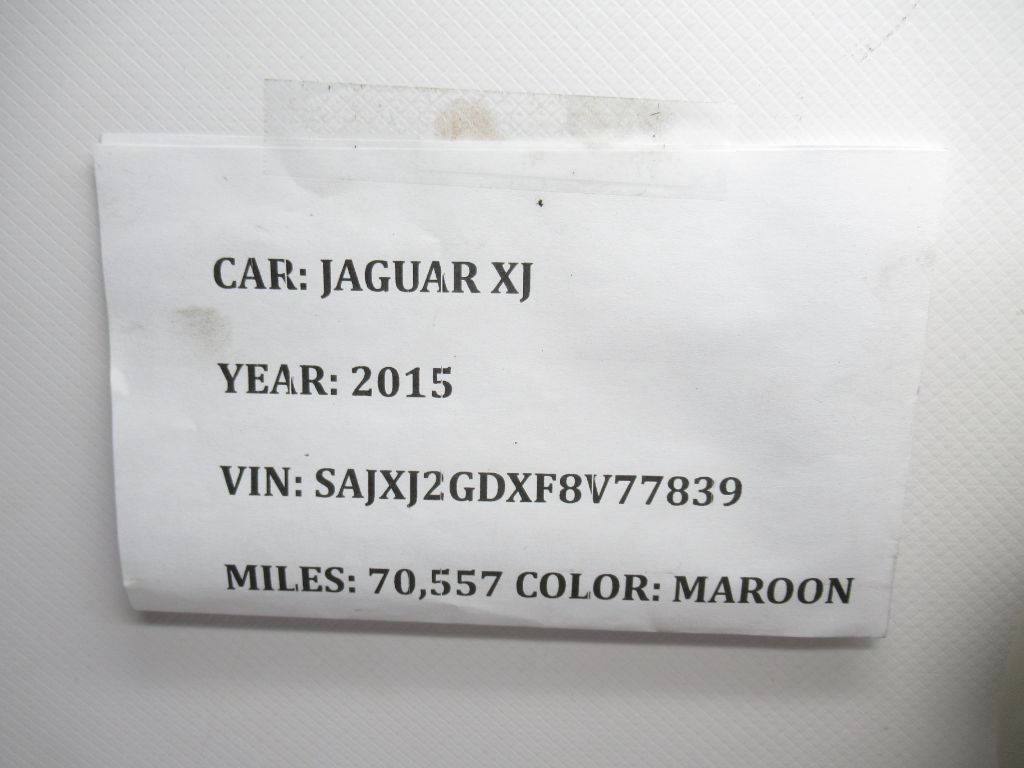 CAR: JAGUAR XJ
YEAR: 2015
VIN: SAJXJ2GDXF8V77839
MILES: 70,557 COLOR: MAROON